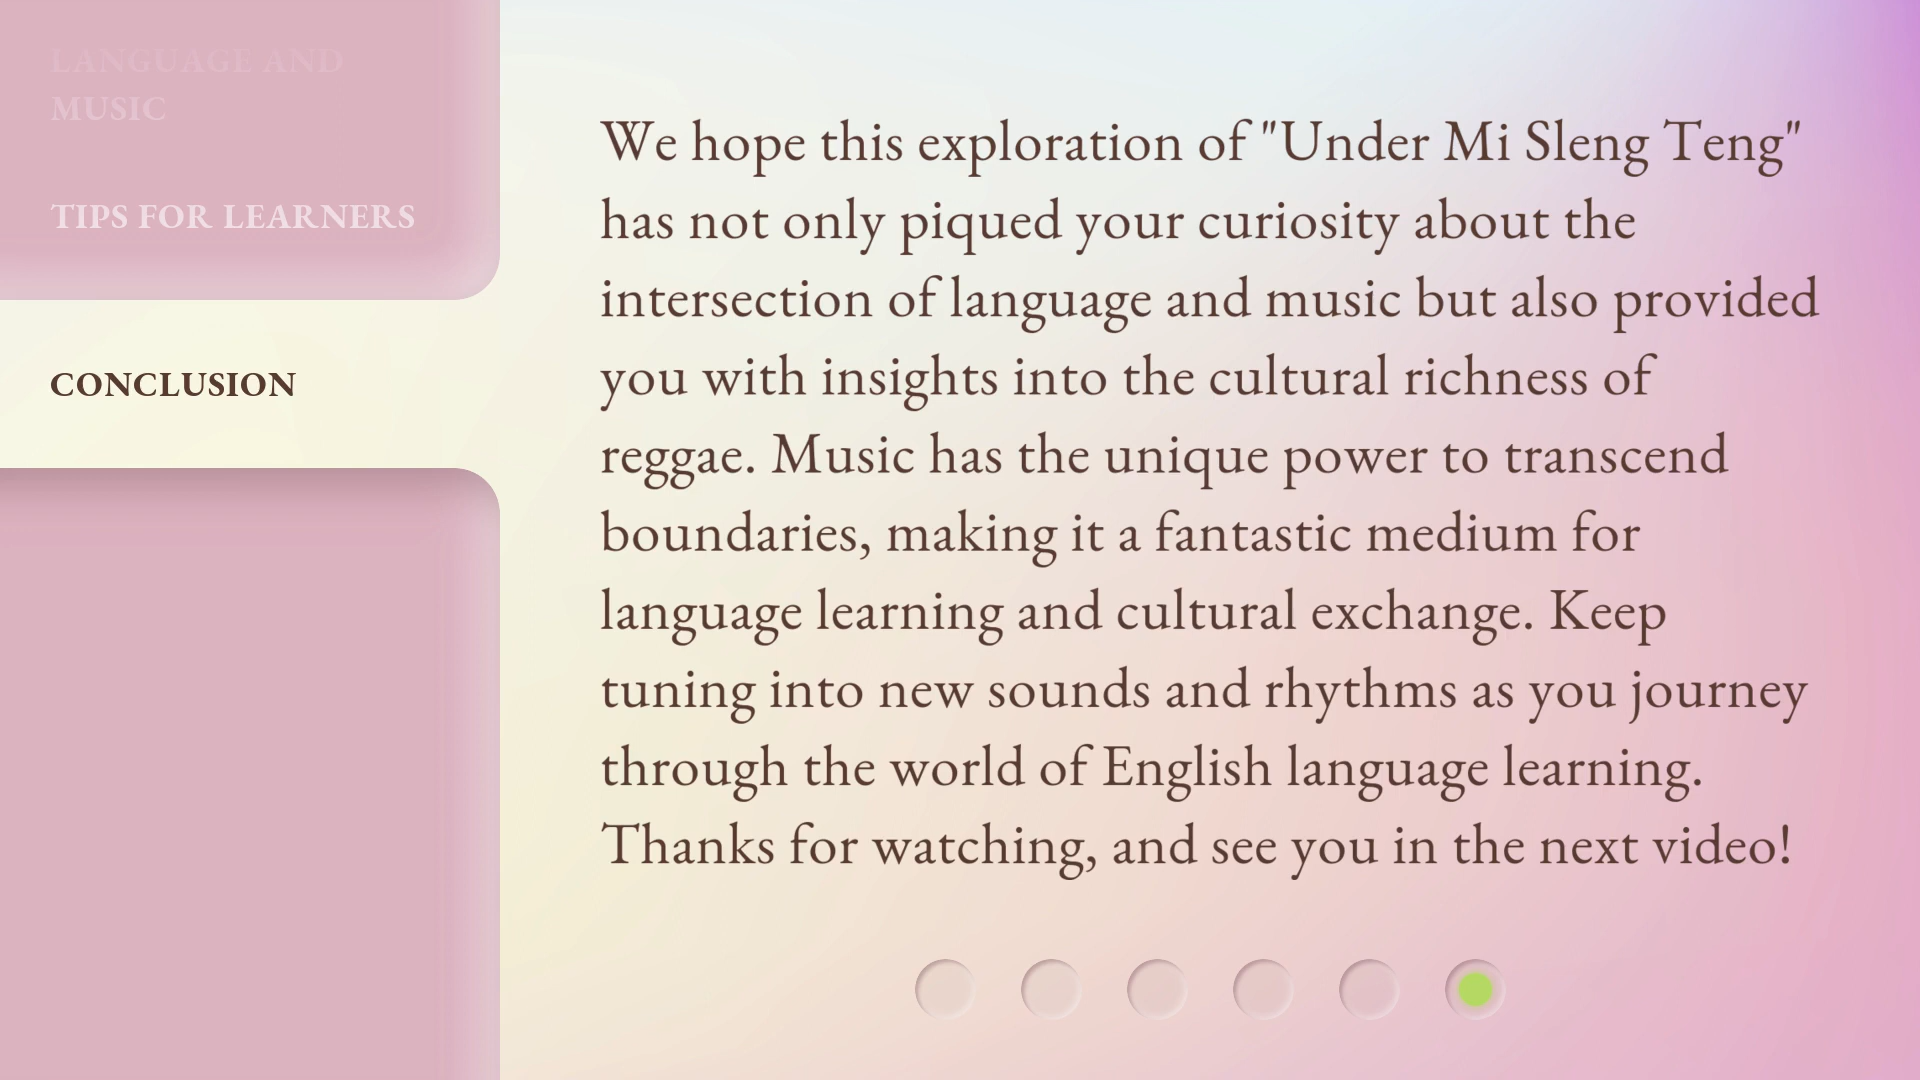 LANGUAGE AND
MUSIC
TIPS FOR LEARNERS
CONCLUSION
We hope this exploration of "Under Mi Sleng Teng"
has not only piqued your curiosity about the
intersection of language and music but also provided
you with insights into the cultural richness of
reggae. Music has the unique power to transcend
boundaries, making it a fantastic medium for
language learning and cultural exchange. Keep
tuning into new sounds and rhythms as you journey
through the world of English language learning.
Thanks for watching, and see you in the next video!